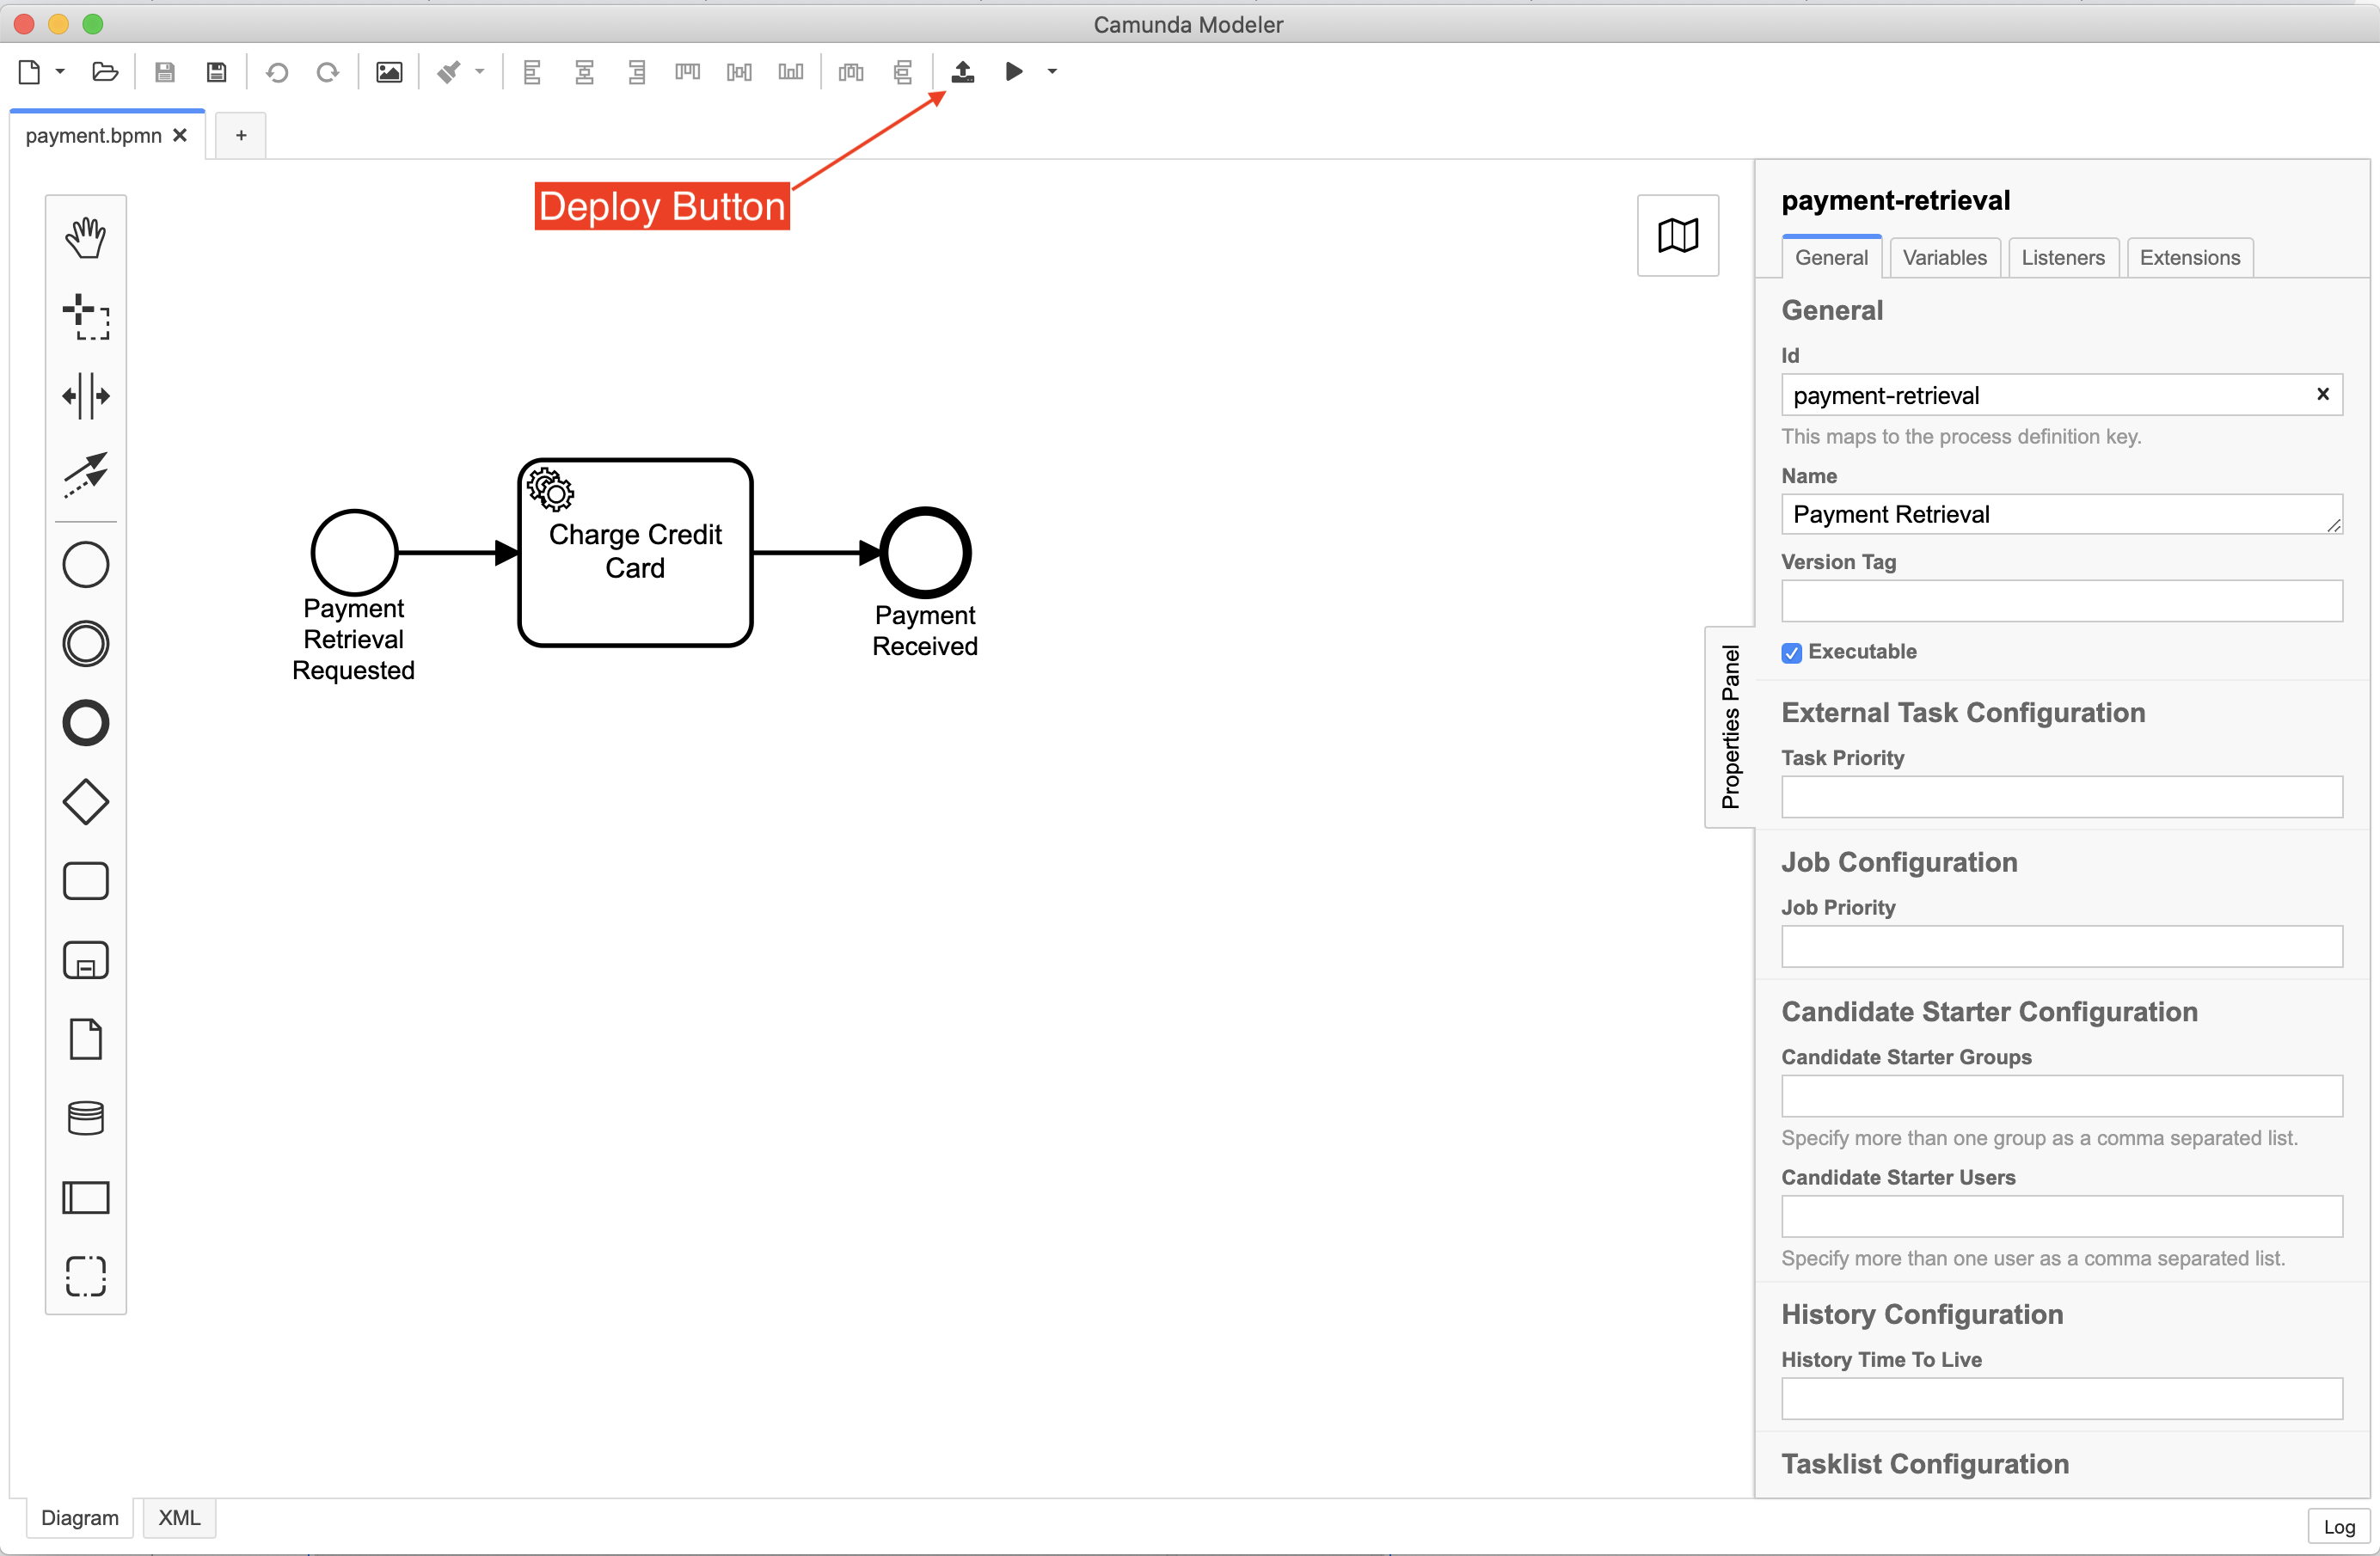 Camunda Modeler
payment.bpmn
+
Deploy Button
payment-retrieval
General
Variables
Listeners
Extensions
General
Id
payment-retrieval
This maps to the process definition key.
Name
Payment Retrieval
Version Tag
Executable
External Task Configuration
Task Priority
Job Configuration
Job Priority
Candidate Starter Configuration
Candidate Starter Groups
Specify more than one group as a comma separated list.
Candidate Starter Users
Specify more than one user as a comma separated list.
History Configuration
History Time To Live
Tasklist Configuration
Properties Panel
Charge Credit
Card
Payment
Retrieval
Requested
Payment
Received
Diagram
XML
Log